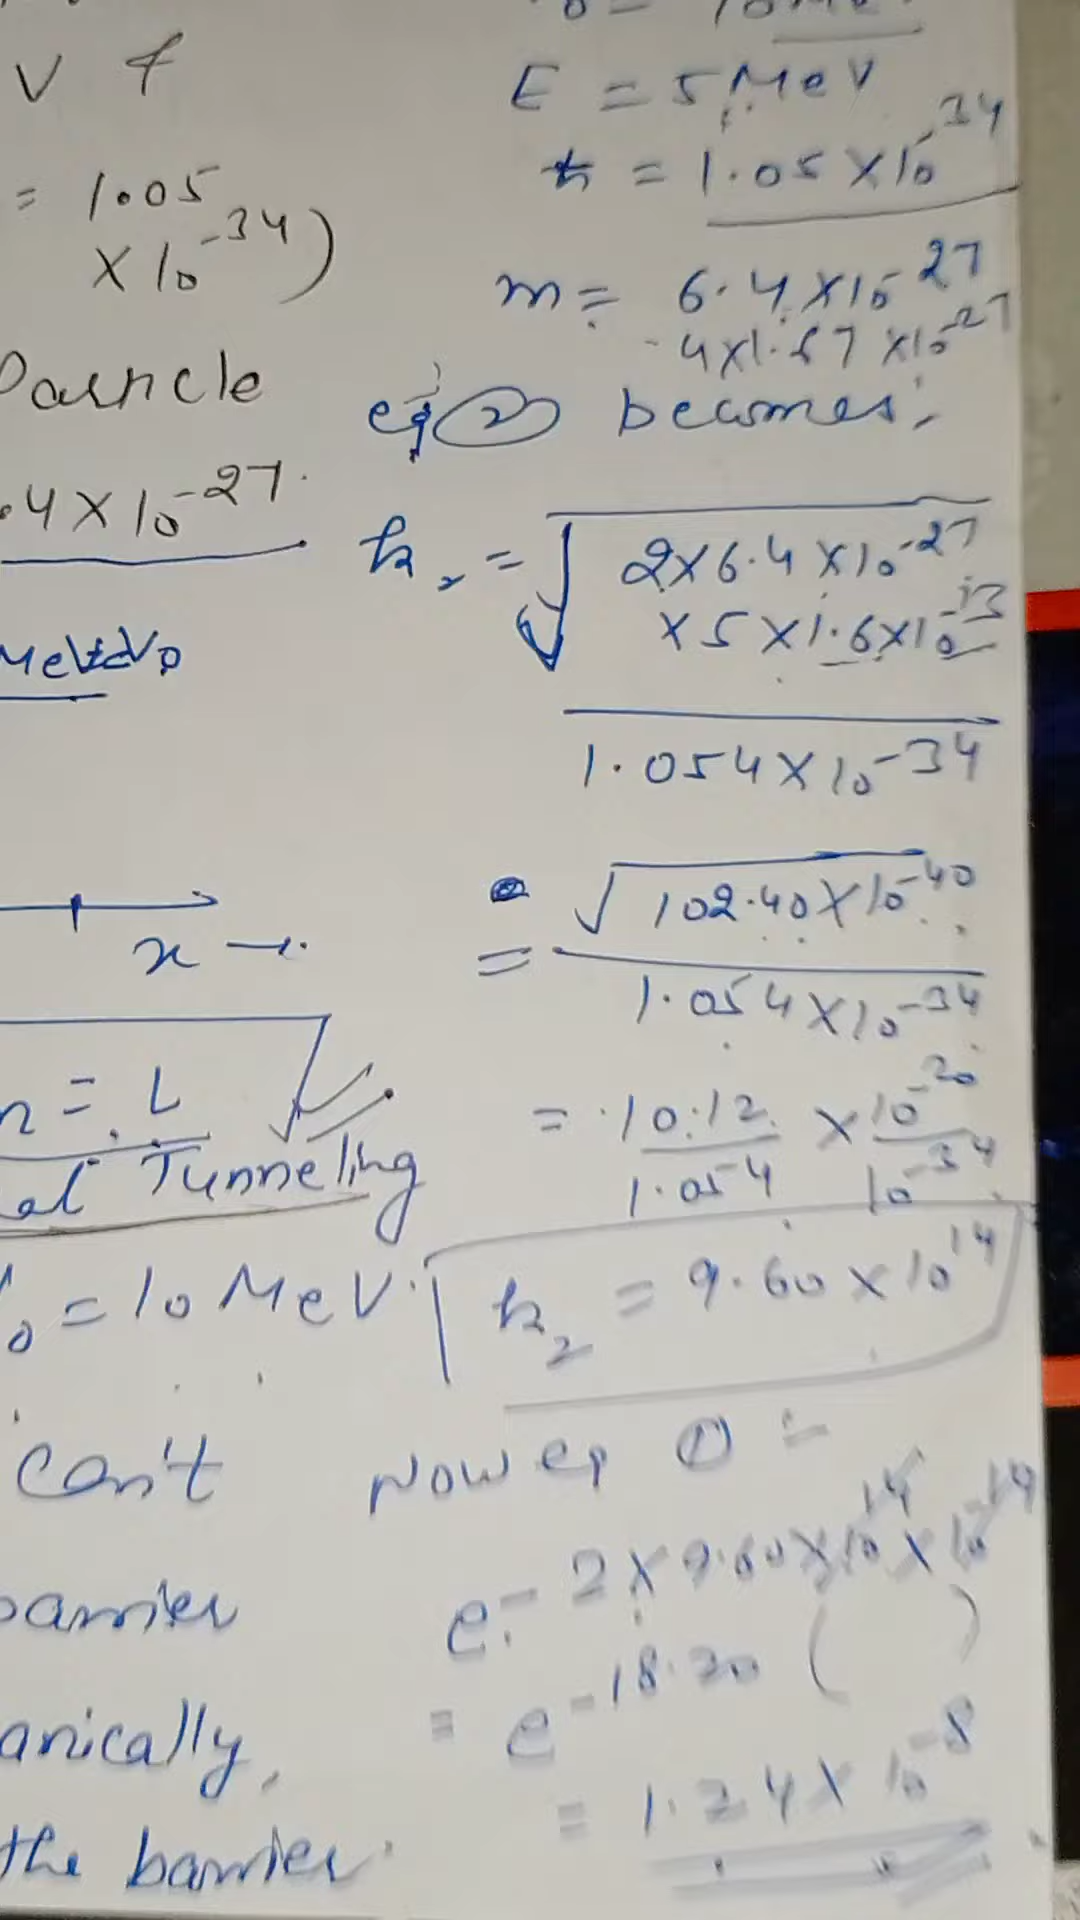 V f
= 1.05
× 10^-34)
Particle
.4 × 10^-27
MeV
x →
n = L
Tunneling
0 = 10 MeV
can't
barrier
anically,
the barrier.
E = 5 MeV
ħ = 1.05 × 10^-34
m = 6.4 × 10^-27
4 × 1.67 × 10^-27
eq (2) becomes,
k2 = √ 2 × 6.4 × 10^-27
× 5 × 1.6 × 10^-13
1.054 × 10^-34
= √ 102.40 × 10^-40
1.054 × 10^-34
= 10.12 × 10^-20
1.054 10^-34
k2 = 9.60 × 10^14
Now eq (1) =
e^- 2 × 9.60 × 10^14 × 10^-14
= e^-18.20 ( )
= 1.24 × 10^-8